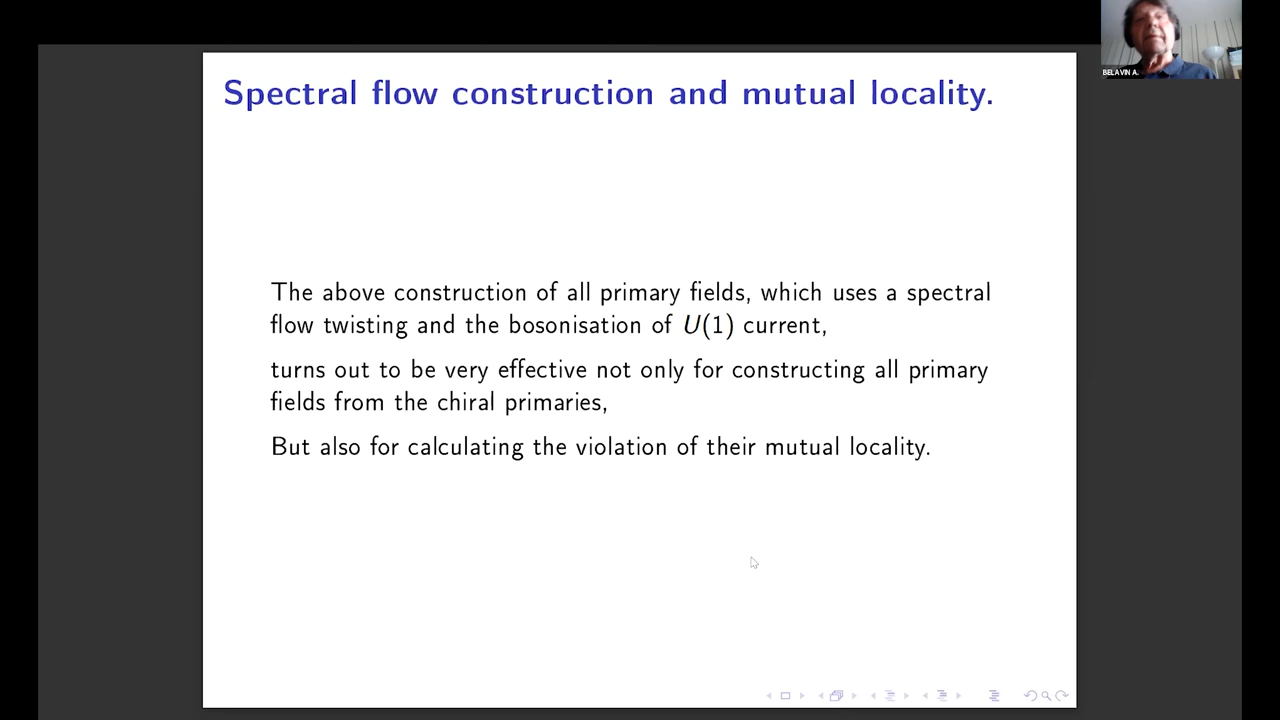 BELAVIN A.
Spectral flow construction and mutual locality.
The above construction of all primary fields, which uses a spectral
flow twisting and the bosonisation of U(1) current,
turns out to be very effective not only for constructing all primary
fields from the chiral primaries,
But also for calculating the violation of their mutual locality.